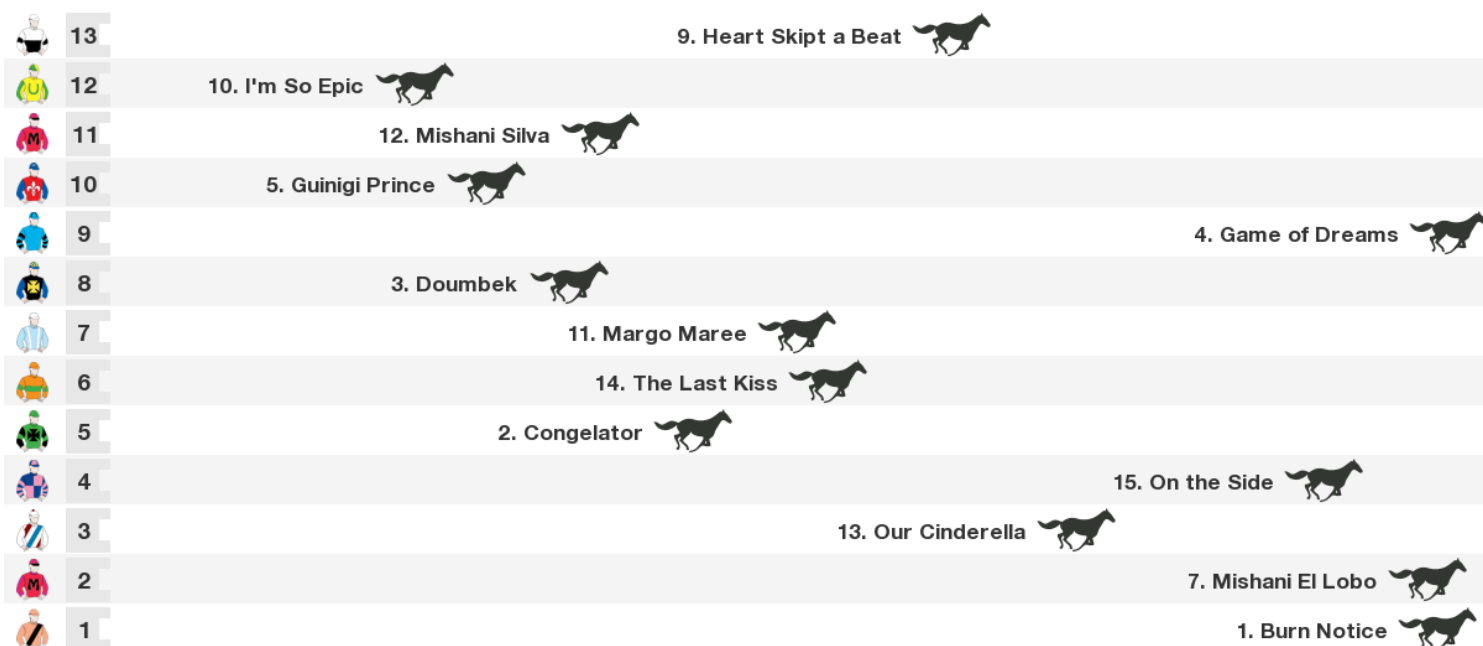 13 9. Heart Skipt a Beat
U 12 10. I'm So Epic
M 11 12. Mishani Silva
10 5. Guinigi Prince
9 4. Game of Dreams
8 3. Doumbek
7 11. Margo Maree
6 14. The Last Kiss
5 2. Congelator
4 15. On the Side
3 13. Our Cinderella
M 2 7. Mishani El Lobo
1 1. Burn Notice